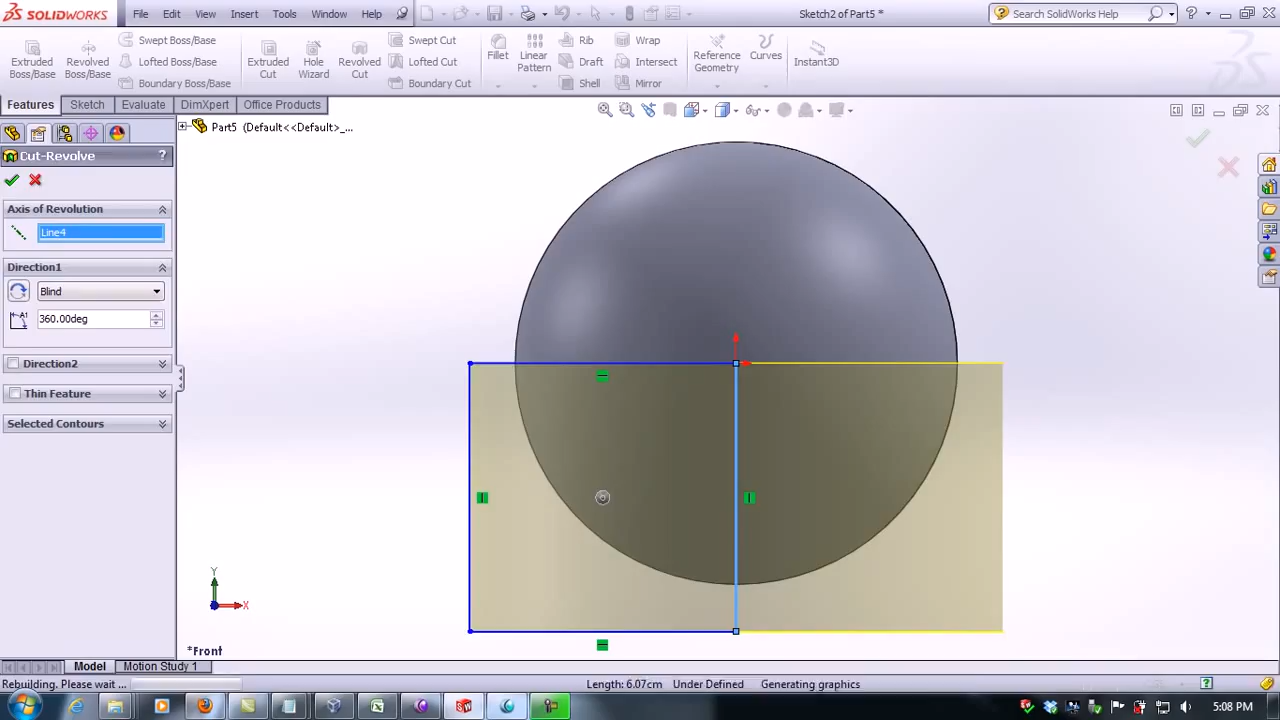 SOLIDWORKS
File Edit View Insert Tools Window Help
Sketch2 of Part5 *
Search SolidWorks Help
Extruded Boss/Base
Revolved Boss/Base
Swept Boss/Base
Lofted Boss/Base
Boundary Boss/Base
Extruded Cut
Hole Wizard
Revolved Cut
Swept Cut
Lofted Cut
Boundary Cut
Fillet
Linear Pattern
Rib
Draft
Shell
Wrap
Intersect
Mirror
Reference Geometry
Curves
Instant3D
Features Sketch Evaluate DimXpert Office Products
Part5 (Default<<Default>_...
Cut-Revolve ?
Axis of Revolution
Line4
Direction1
Blind
A1
360.00deg
Direction2
Thin Feature
Selected Contours
Y
X
*Front
Model Motion Study 1
Rebuilding. Please wait ...
Length: 6.07cm Under Defined Generating graphics
5:08 PM